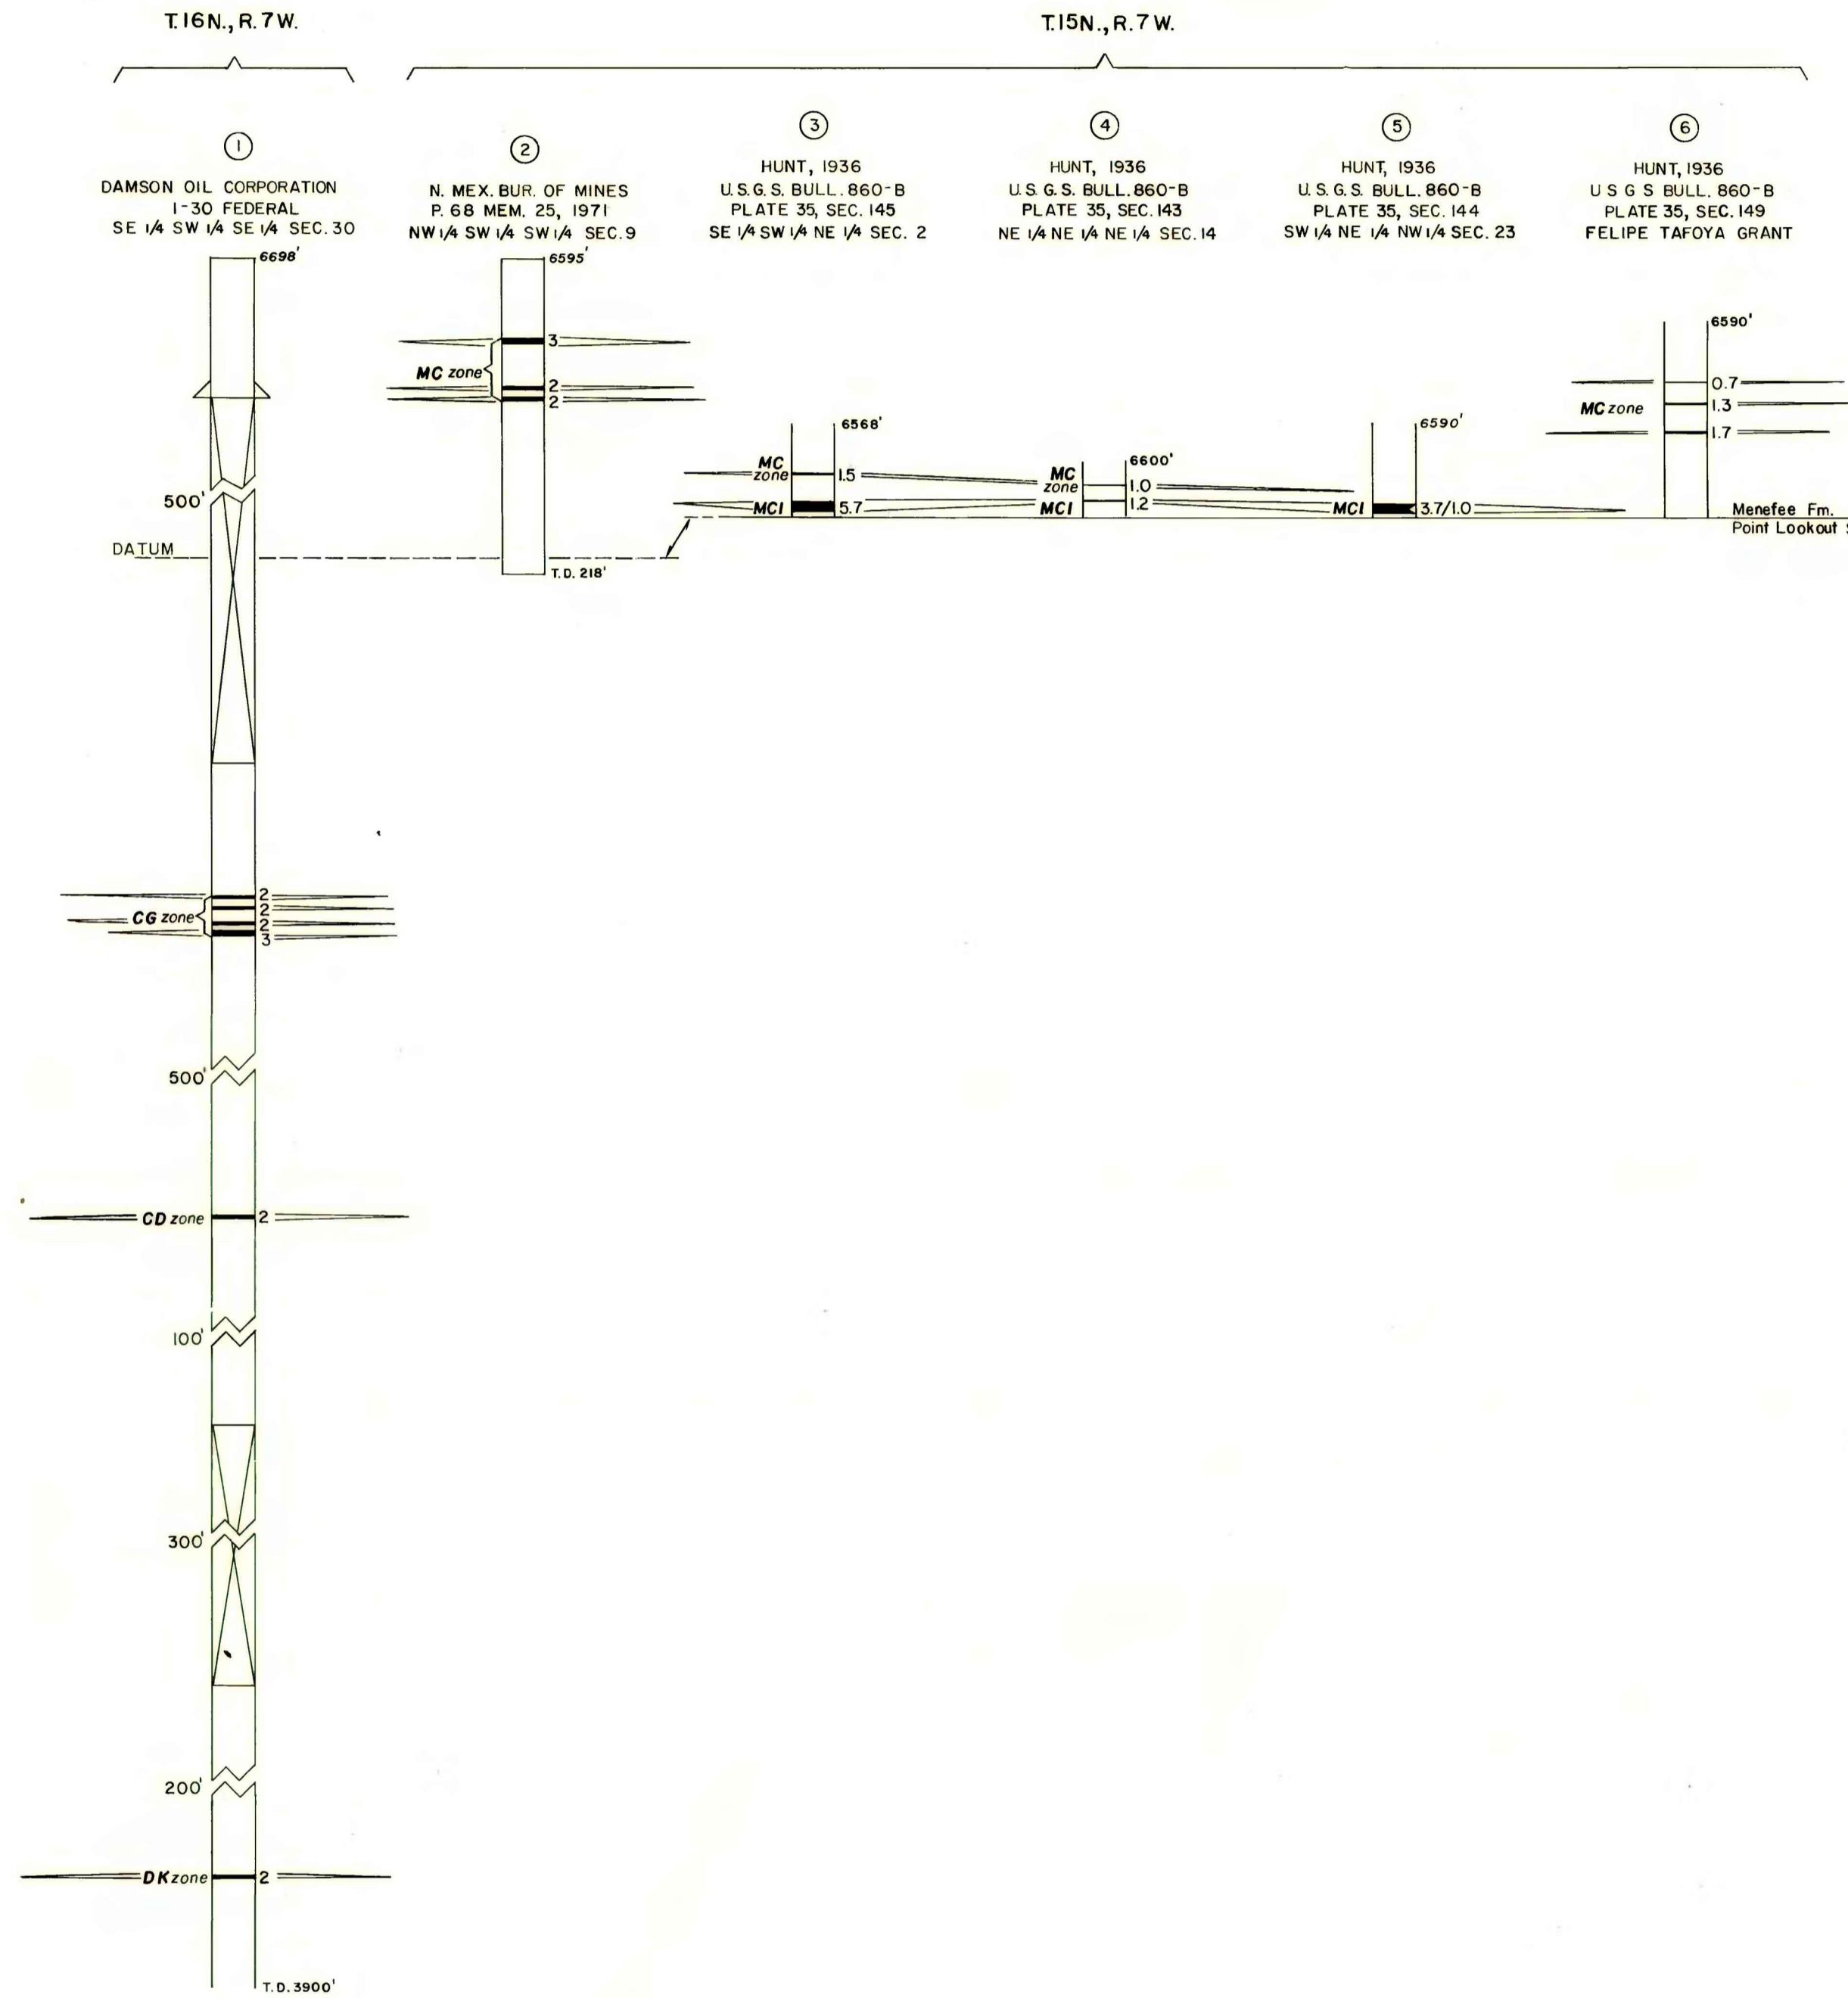 T.16N., R.7W.
T.15N., R.7W.
1
DAMSON OIL CORPORATION
1-30 FEDERAL
SE 1/4 SW 1/4 SE 1/4 SEC. 30
6698'
500'
DATUM
CG zone
2
2
2
3
500'
CD zone
2
100'
300'
200'
DK zone
2
T.D. 3900'
2
N. MEX. BUR. OF MINES
P. 68 MEM. 25, 1971
NW 1/4 SW 1/4 SW 1/4 SEC. 9
6595'
MC zone
3
2
2
T.D. 218'
3
HUNT, 1936
U.S.G.S. BULL. 860-B
PLATE 35, SEC. 145
SE 1/4 SW 1/4 NE 1/4 SEC. 2
6568'
MC
zone
1.5
MCI
5.7
4
HUNT, 1936
U.S.G.S. BULL. 860-B
PLATE 35, SEC. 143
NE 1/4 NE 1/4 NE 1/4 SEC. 14
6600'
MC
zone
1.0
MCI
1.2
5
HUNT, 1936
U.S.G.S. BULL. 860-B
PLATE 35, SEC. 144
SW 1/4 NE 1/4 NW 1/4 SEC. 23
6590'
MCI
3.7/1.0
6
HUNT, 1936
U S G S BULL. 860-B
PLATE 35, SEC. 149
FELIPE TAFOYA GRANT
6590'
MC zone
0.7
1.3
1.7
Menefee Fm.
Point Lookout